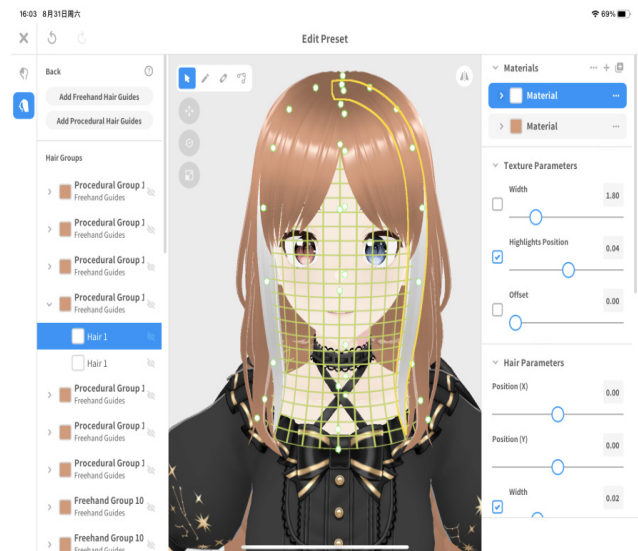 16:03 8月31日周六
69%
Edit Preset
Back
Add Freehand Hair Guides
Add Procedural Hair Guides
Hair Groups
Procedural Group 1
Freehand Guides
Procedural Group 1
Freehand Guides
Procedural Group 1
Freehand Guides
Procedural Group 1
Freehand Guides
Hair 1
Hair 1
Procedural Group 1
Freehand Guides
Procedural Group 1
Freehand Guides
Procedural Group 1
Freehand Guides
Freehand Group 10
Freehand Guides
Freehand Group 10
Freehand Guides
Materials
Material
Material
Texture Parameters
Width
1.80
Highlights Position
0.04
Offset
0.00
Hair Parameters
Position (X)
0.00
Position (Y)
0.00
Width
0.02